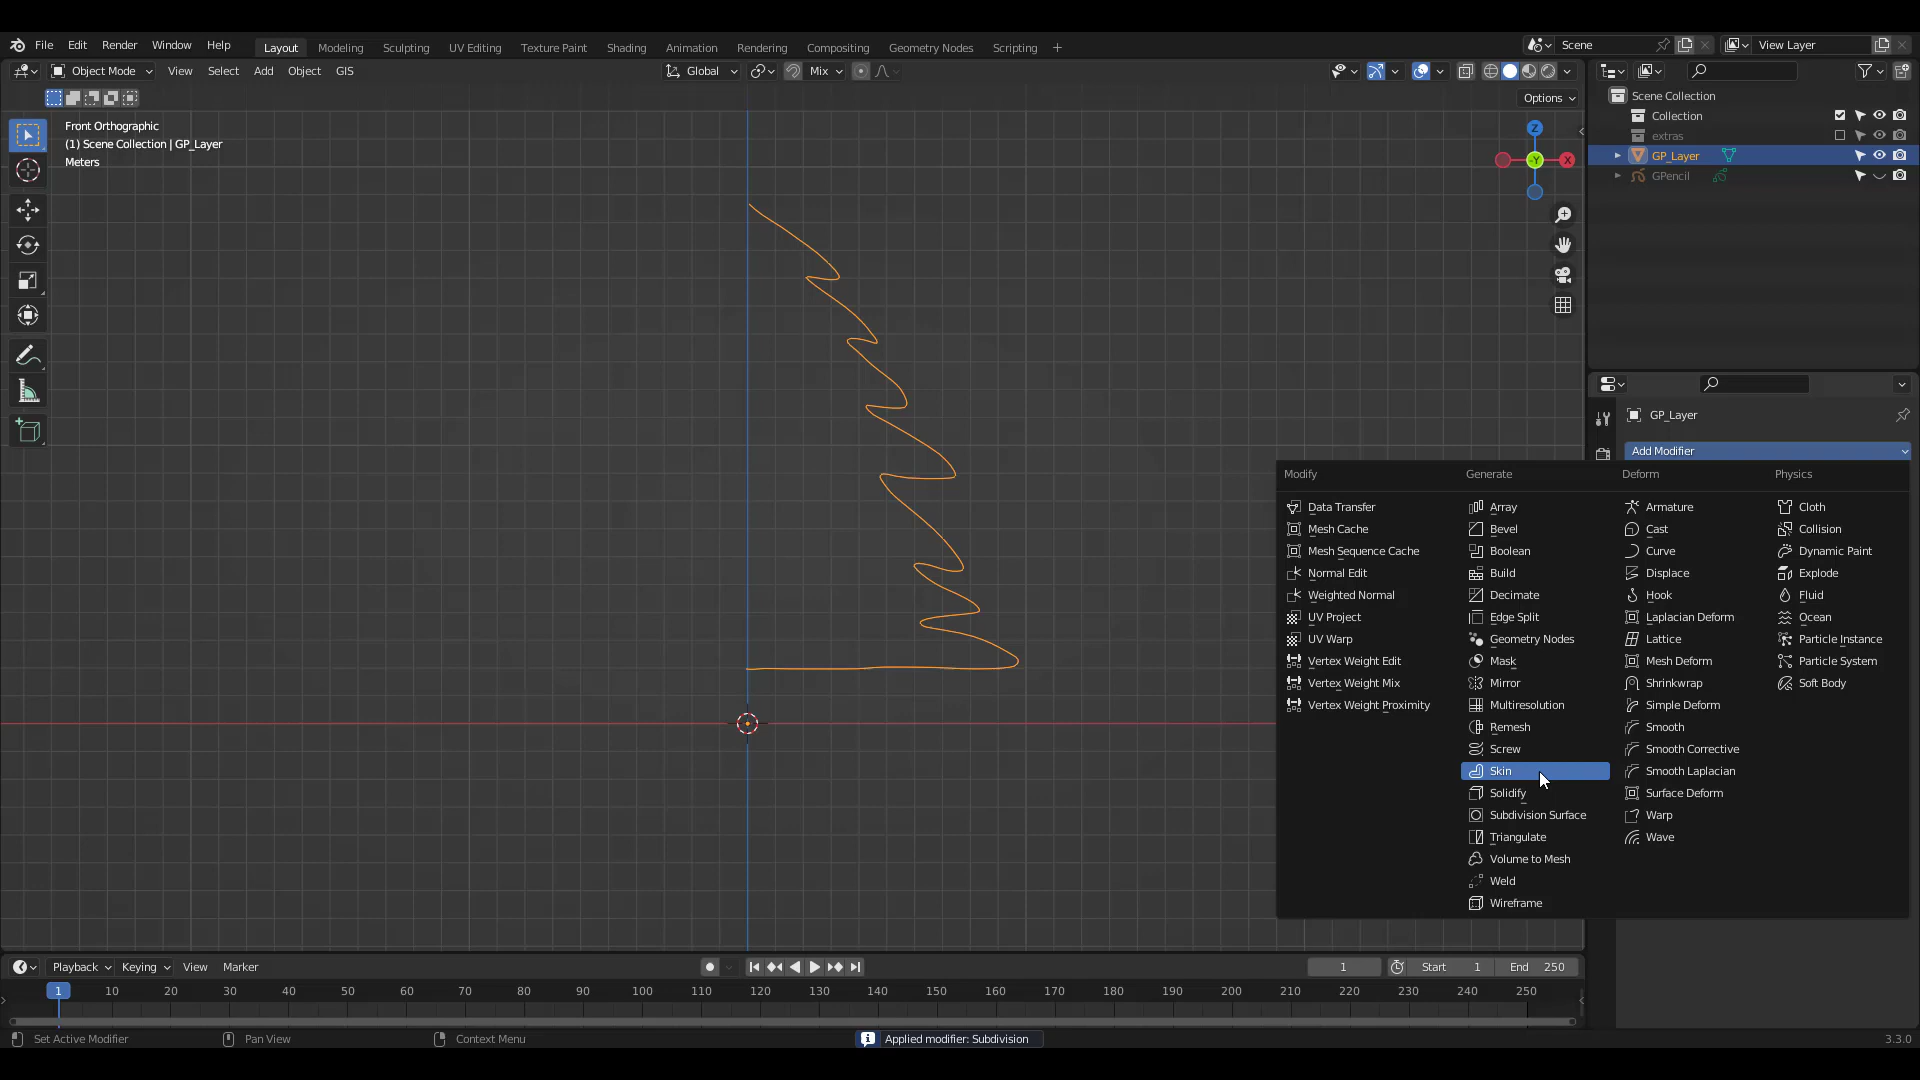 File Edit Render Window Help
Layout Modeling Sculpting UV Editing Texture Paint Shading Animation Rendering Compositing Geometry Nodes Scripting +
Scene
View Layer
Object Mode View Select Add Object GIS
Global
Mix
Options
Front Orthographic
(1) Scene Collection | GP_Layer
Meters
Z
-Y
X
Scene Collection
Collection
extras
GP_Layer
GPencil
GP_Layer
Add Modifier
Modify Generate Deform Physics
Data Transfer Array Armature Cloth
Mesh Cache Bevel Cast Collision
Mesh Sequence Cache Boolean Curve Dynamic Paint
Normal Edit Build Displace Explode
Weighted Normal Decimate Hook Fluid
UV Project Edge Split Laplacian Deform Ocean
UV Warp Geometry Nodes Lattice Particle Instance
Vertex Weight Edit Mask Mesh Deform Particle System
Vertex Weight Mix Mirror Shrinkwrap Soft Body
Vertex Weight Proximity Multiresolution Simple Deform
Remesh Smooth
Screw Smooth Corrective
Skin Smooth Laplacian
Solidify Surface Deform
Subdivision Surface Warp
Triangulate Wave
Volume to Mesh
Weld
Wireframe
Playback Keying View Marker
1 Start 1 End 250
1 10 20 30 40 50 60 70 80 90 100 110 120 130 140 150 160 170 180 190 200 210 220 230 240 250
Set Active Modifier Pan View Context Menu Applied modifier: Subdivision 3.3.0